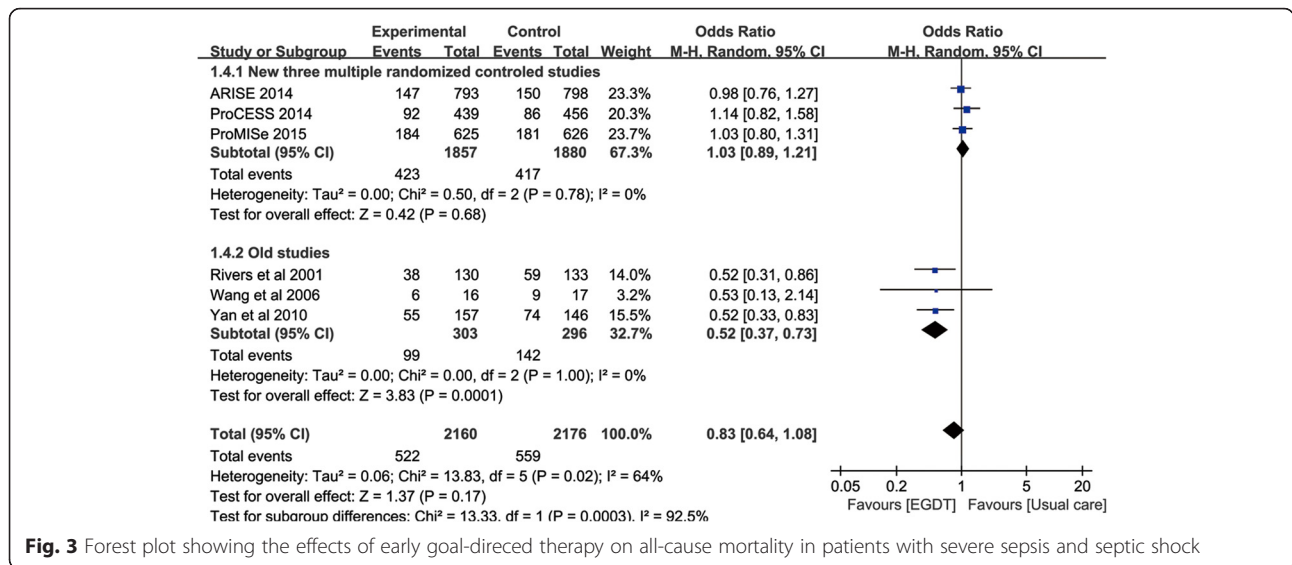 Experimental Control Odds Ratio Odds Ratio
Study or Subgroup Events Total Events Total Weight M-H, Random, 95% CI M-H, Random, 95% CI
1.4.1 New three multiple randomized controled studies
ARISE 2014 147 793 150 798 23.3% 0.98 [0.76, 1.27]
ProCESS 2014 92 439 86 456 20.3% 1.14 [0.82, 1.58]
ProMISe 2015 184 625 181 626 23.7% 1.03 [0.80, 1.31]
Subtotal (95% CI) 1857 1880 67.3% 1.03 [0.89, 1.21]
Total events 423 417
Heterogeneity: Tau² = 0.00; Chi² = 0.50, df = 2 (P = 0.78); I² = 0%
Test for overall effect: Z = 0.42 (P = 0.68)
1.4.2 Old studies
Rivers et al 2001 38 130 59 133 14.0% 0.52 [0.31, 0.86]
Wang et al 2006 6 16 9 17 3.2% 0.53 [0.13, 2.14]
Yan et al 2010 55 157 74 146 15.5% 0.52 [0.33, 0.83]
Subtotal (95% CI) 303 296 32.7% 0.52 [0.37, 0.73]
Total events 99 142
Heterogeneity: Tau² = 0.00; Chi² = 0.00, df = 2 (P = 1.00); I² = 0%
Test for overall effect: Z = 3.83 (P = 0.0001)
Total (95% CI) 2160 2176 100.0% 0.83 [0.64, 1.08]
Total events 522 559
Heterogeneity: Tau² = 0.06; Chi² = 13.83, df = 5 (P = 0.02); I² = 64%
Test for overall effect: Z = 1.37 (P = 0.17)
Test for subgroup differences: Chi² = 13.33, df = 1 (P = 0.0003), I² = 92.5%
0.05 0.2 1 5 20
Favours [EGDT] Favours [Usual care]
Fig. 3 Forest plot showing the effects of early goal-direced therapy on all-cause mortality in patients with severe sepsis and septic shock